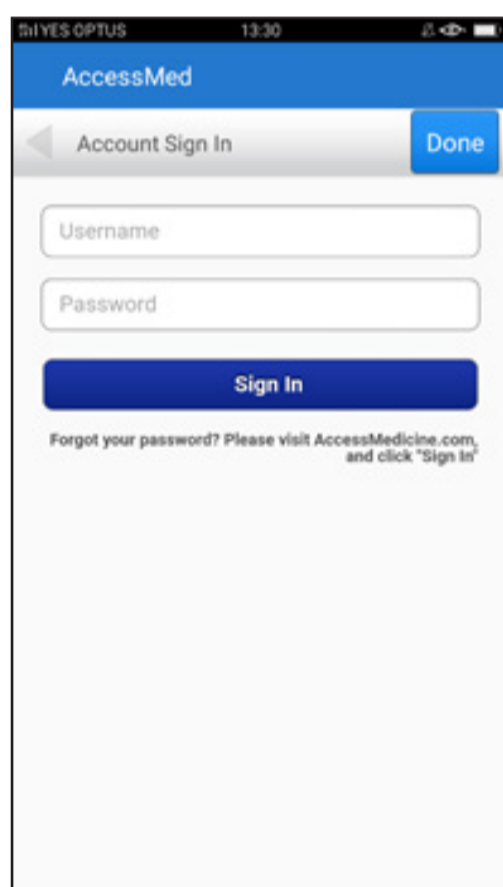 YES OPTUS 13:30
AccessMed
Account Sign In Done
Username
Password
Sign In
Forgot your password? Please visit AccessMedicine.com,
and click "Sign In"